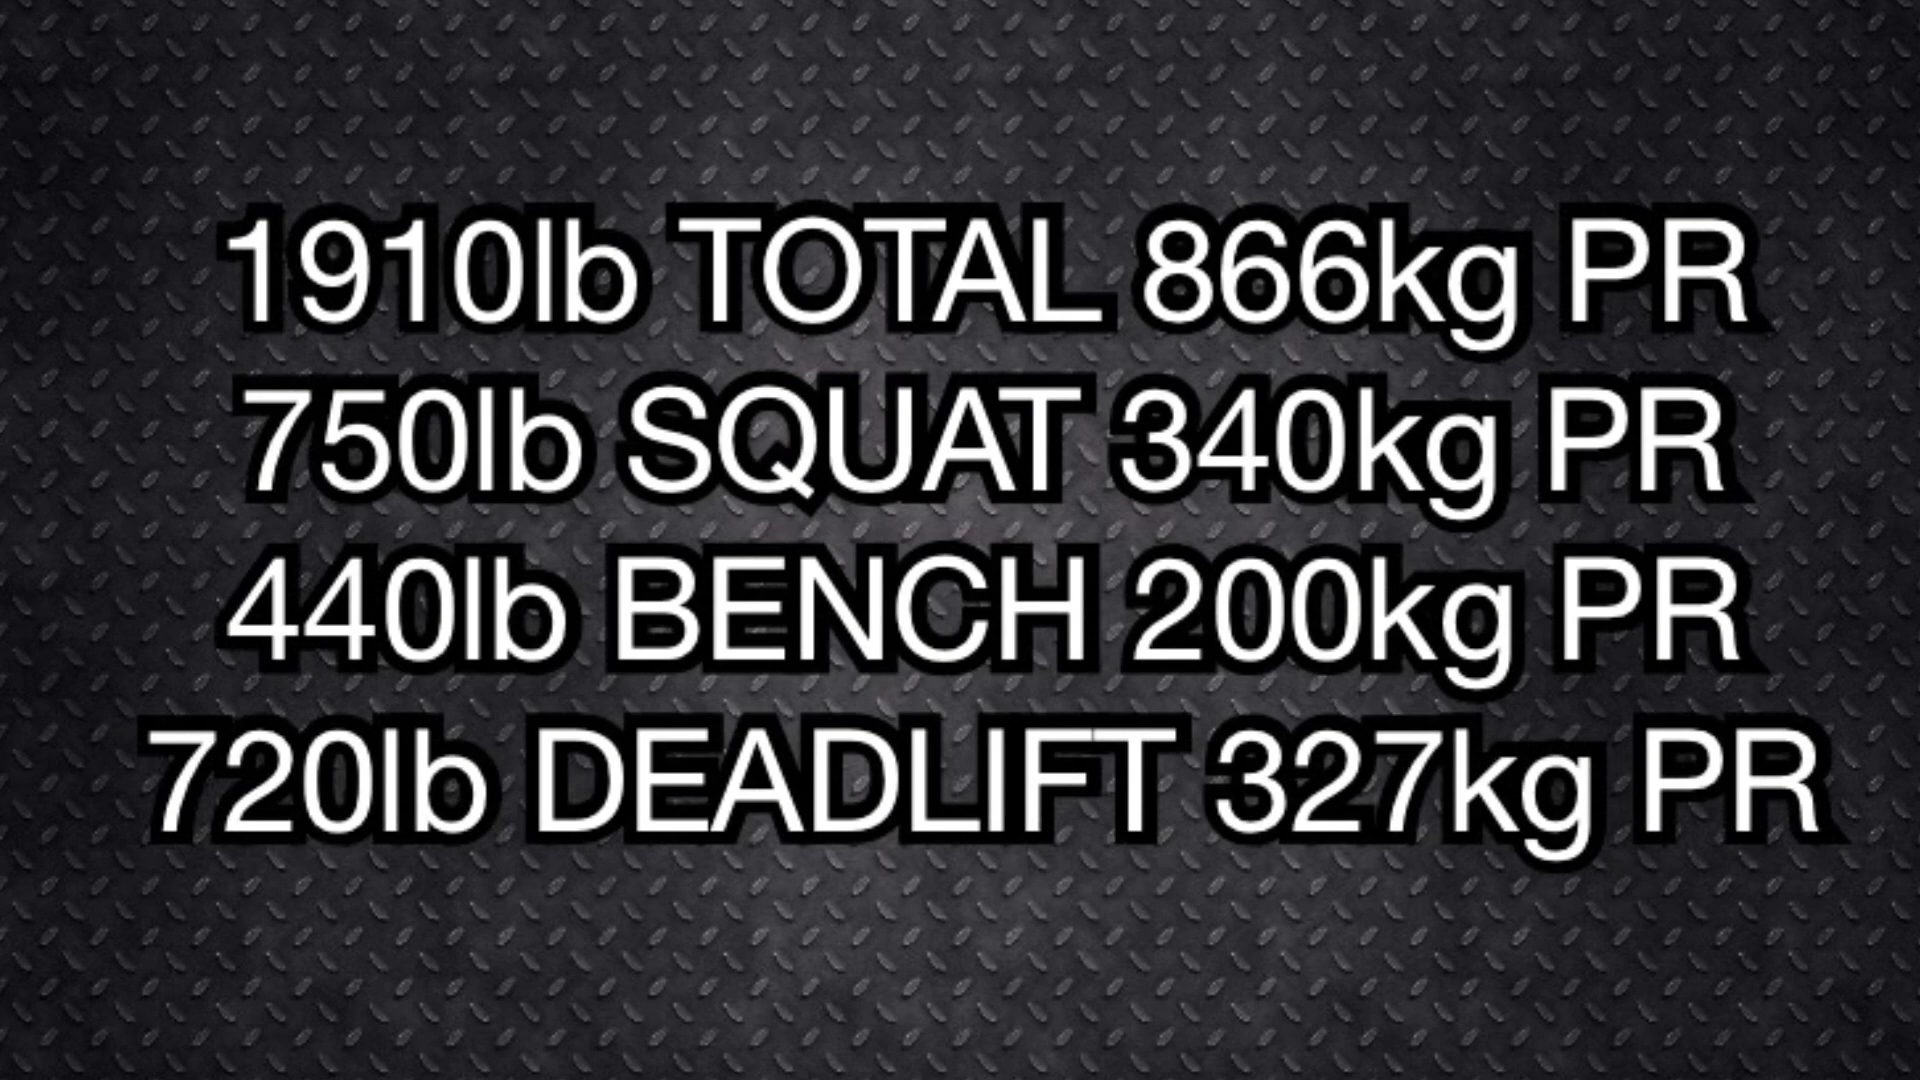 1910lb TOTAL 866kg PR
750lb SQUAT 340kg PR
440lb BENCH 200kg PR
720lb DEADLIFT 327kg PR